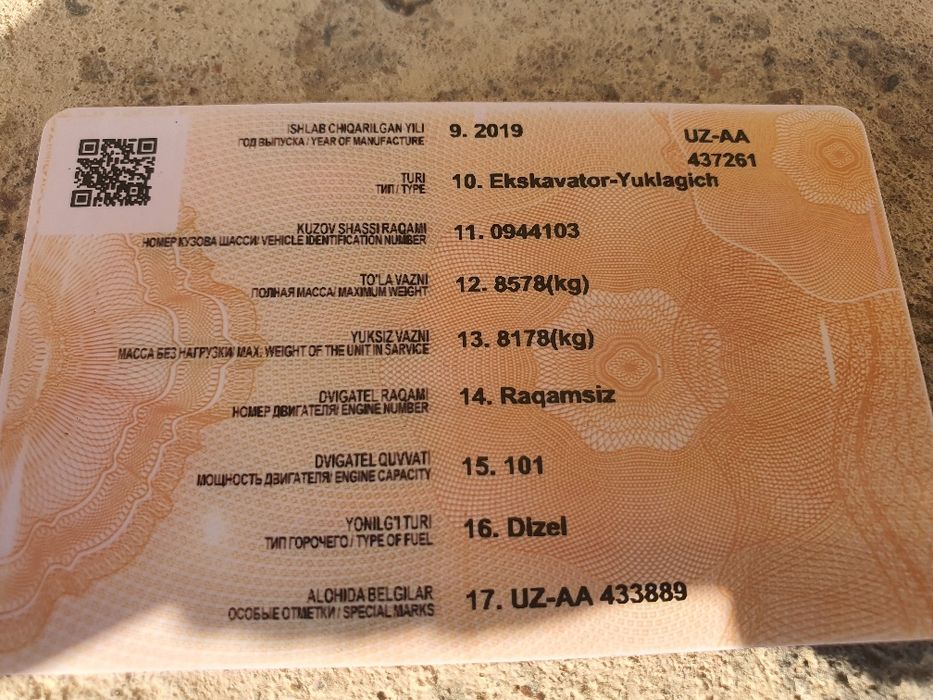 ISHLAB CHIQARILGAN YILI 9. 2019 UZ-AA
ГОД ВЫПУСКА / YEAR OF MANUFACTURE 437261
TURI 10. Ekskavator-Yuklagich
ТИП / TYPE
KUZOV SHASSI RAQAMI 11. 0944103
НОМЕР КУЗОВА ШАССИ/ VEHICLE IDENTIFICATION NUMBER
TO'LA VAZNI 12. 8578(kg)
ПОЛНАЯ МАССА/ MAXIMUM WEIGHT
YUKSIZ VAZNI 13. 8178(kg)
МАССА БЕЗ НАГРУЗКИ/ MAX. WEIGHT OF THE UNIT IN SARVICE
DVIGATEL RAQAMI 14. Raqamsiz
НОМЕР ДВИГАТЕЛЯ/ ENGINE NUMBER
DVIGATEL QUVVATI 15. 101
МОЩНОСТЬ ДВИГАТЕЛЯ/ ENGINE CAPACITY
YONILG'I TURI 16. Dizel
ТИП ГОРОЧЕГО / TYPE OF FUEL
ALOHIDA BELGILAR 17. UZ-AA 433889
ОСОБЫЕ ОТМЕТКИ / SPECIAL MARKS